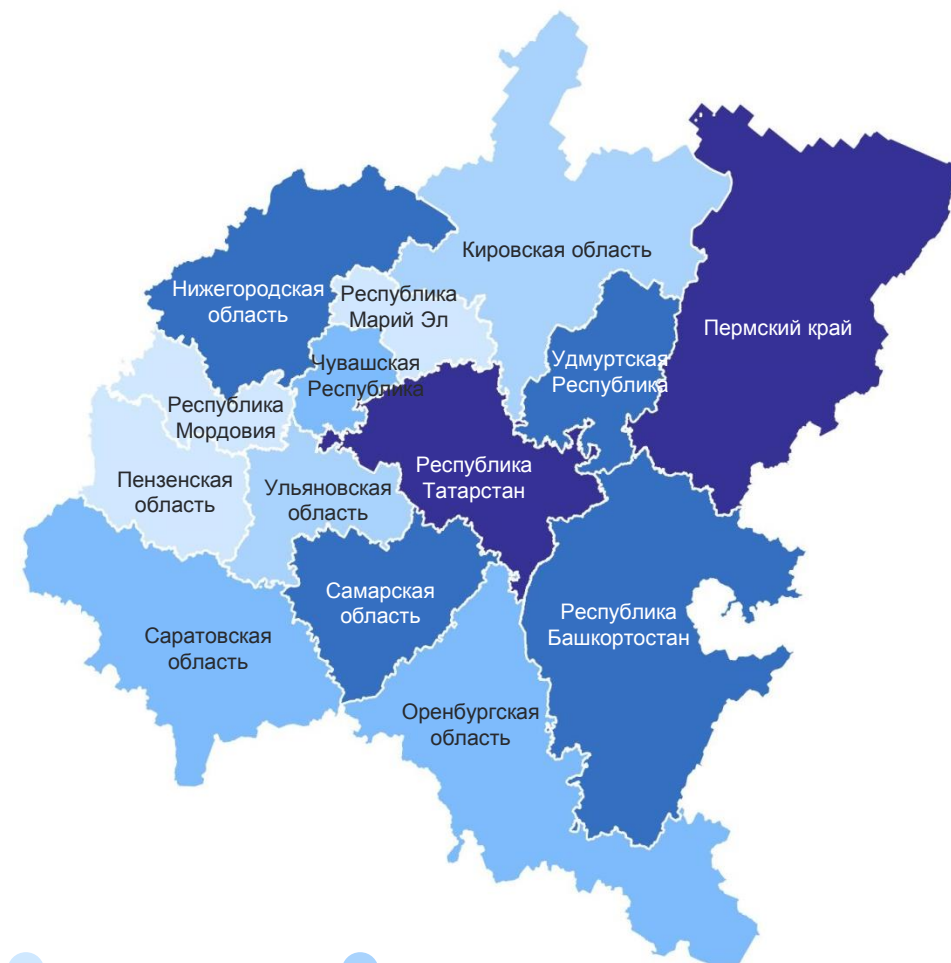 Кировская область
Нижегородская
область
Республика
Марий Эл
Пермский край
Чувашская
Республика
Удмуртская
Республика
Республика
Мордовия
Республика
Татарстан
Пензенская
область
Ульяновская
область
Самарская
область
Республика
Башкортостан
Саратовская
область
Оренбургская
область